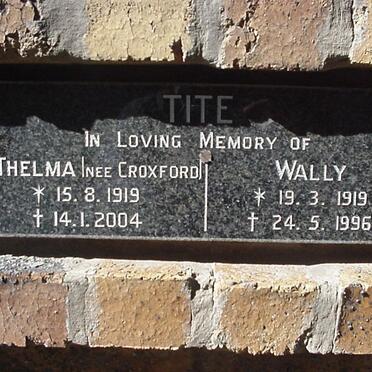 TITE
IN LOVING MEMORY OF
THELMA (NEE CROXFORD) WALLY
* 15.8.1919 * 19.3.1919
† 14.1.2004 † 24.5.1996